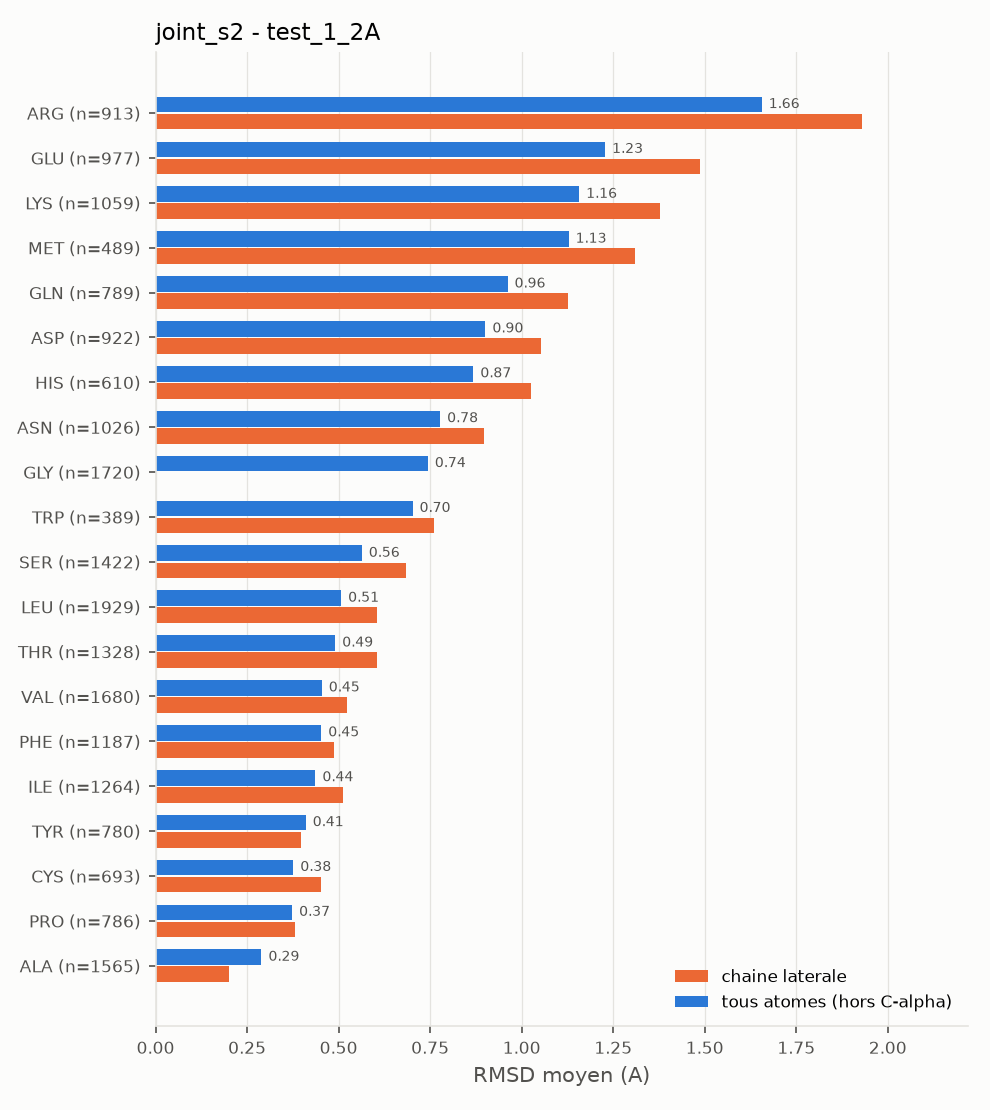 joint_s2 - test_1_2A
ARG (n=913)
1.66
GLU (n=977)
1.23
LYS (n=1059)
1.16
MET (n=489)
1.13
GLN (n=789)
0.96
ASP (n=922)
0.90
HIS (n=610)
0.87
ASN (n=1026)
0.78
GLY (n=1720)
0.74
TRP (n=389)
0.70
SER (n=1422)
0.56
LEU (n=1929)
0.51
THR (n=1328)
0.49
VAL (n=1680)
0.45
PHE (n=1187)
0.45
ILE (n=1264)
0.44
TYR (n=780)
0.41
CYS (n=693)
0.38
PRO (n=786)
0.37
ALA (n=1565)
0.29
chaine laterale
tous atomes (hors C-alpha)
0.00 0.25 0.50 0.75 1.00 1.25 1.50 1.75 2.00
RMSD moyen (A)